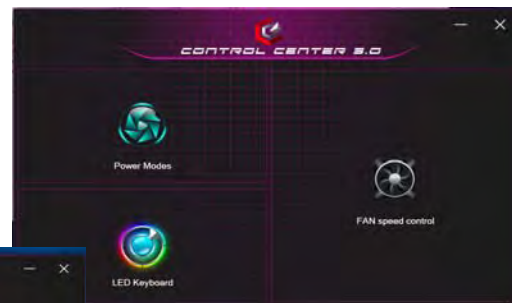 CONTROL CENTER 3.0
Power Modes
FAN speed control
LED Keyboard